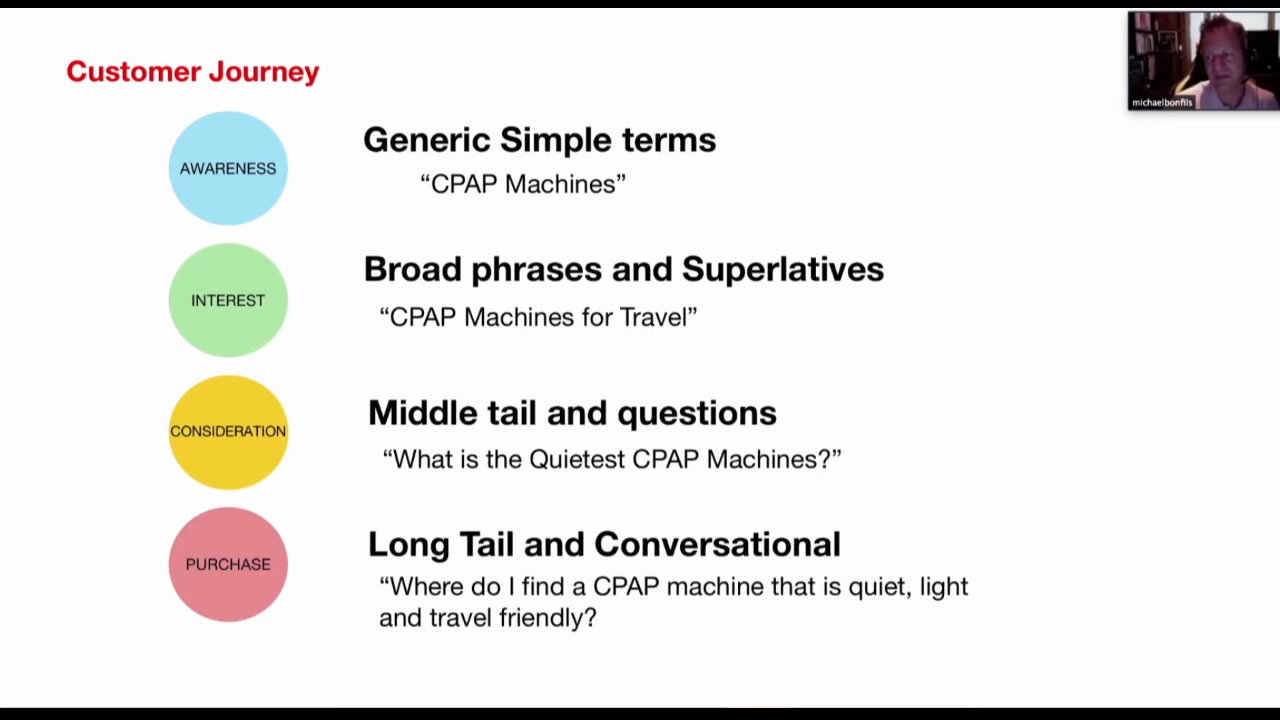 Customer Journey
michaelbonfils
AWARENESS
Generic Simple terms
“CPAP Machines”
INTEREST
Broad phrases and Superlatives
“CPAP Machines for Travel”
CONSIDERATION
Middle tail and questions
“What is the Quietest CPAP Machines?”
PURCHASE
Long Tail and Conversational
“Where do I find a CPAP machine that is quiet, light
and travel friendly?